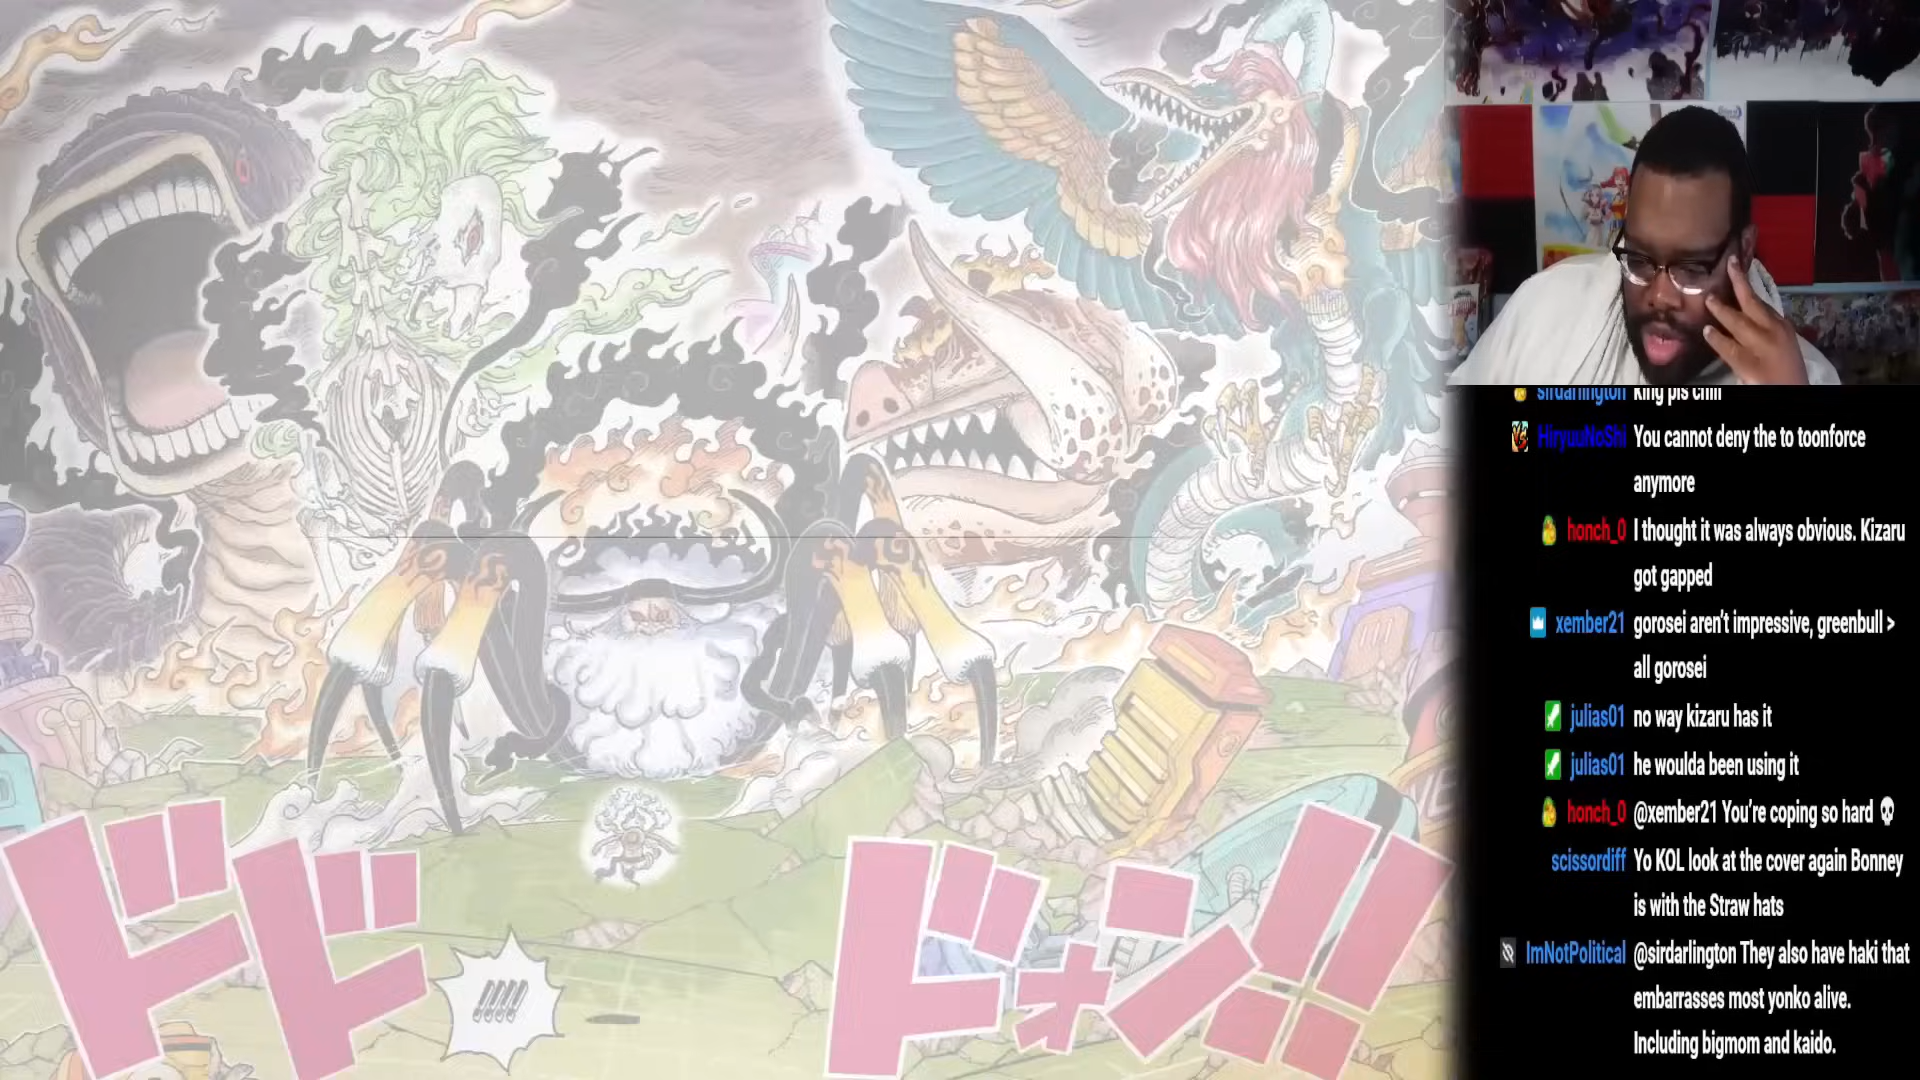 ドドドォン!!
!!!!
sirdarlington king pls chill
HiryuuNoShi You cannot deny the to toonforce
anymore
honch_0 I thought it was always obvious. Kizaru
got gapped
xember21 gorosei aren't impressive, greenbull >
all gorosei
julias01 no way kizaru has it
julias01 he woulda been using it
honch_0 @xember21 You're coping so hard 💀
scissordiff Yo KOL look at the cover again Bonney
is with the Straw hats
ImNotPolitical @sirdarlington They also have haki that
embarrasses most yonko alive.
Including bigmom and kaido.